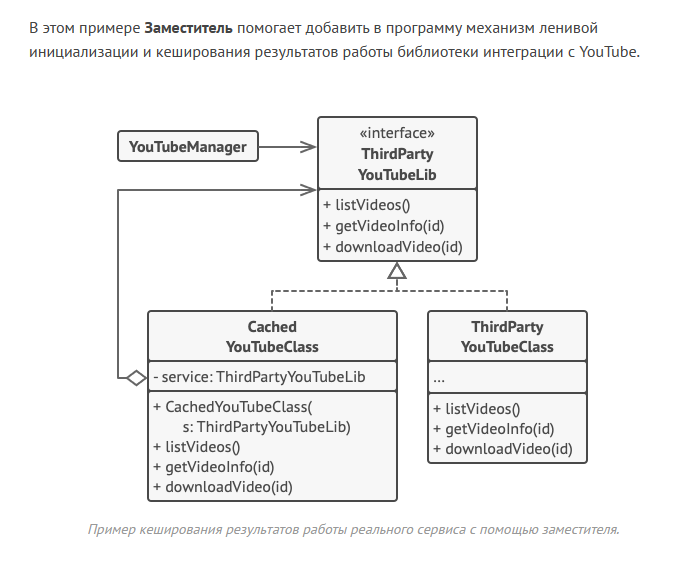 В этом примере Заместитель помогает добавить в программу механизм ленивой
инициализации и кеширования результатов работы библиотеки интеграции с YouTube.
YouTubeManager
«interface»
ThirdParty
YouTubeLib
+ listVideos()
+ getVideoInfo(id)
+ downloadVideo(id)
Cached
YouTubeClass
- service: ThirdPartyYouTubeLib
+ CachedYouTubeClass(
s: ThirdPartyYouTubeLib)
+ listVideos()
+ getVideoInfo(id)
+ downloadVideo(id)
ThirdParty
YouTubeClass
...
+ listVideos()
+ getVideoInfo(id)
+ downloadVideo(id)
Пример кеширования результатов работы реального сервиса с помощью заместителя.